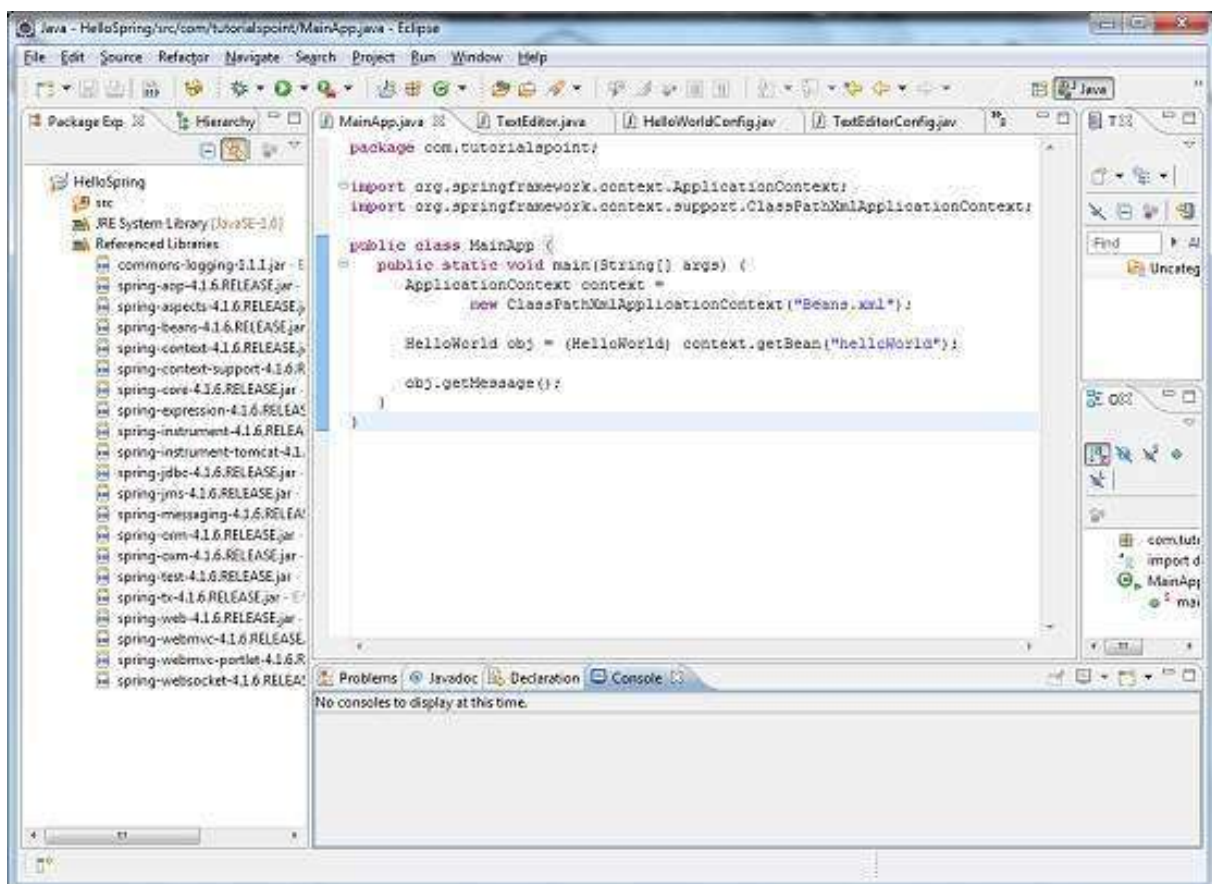 Java - HelloSpring/src/com/tutorialspoint/MainApp.java - Eclipse
File Edit Source Refactor Navigate Search Project Run Window Help
Java
Package Exp
Hierarchy
HelloSpring
src
JRE System Library [JavaSE-1.6]
Referenced Libraries
commons-logging-1.1.1.jar - E
spring-aop-4.1.6.RELEASE.jar -
spring-aspects-4.1.6.RELEASE.j
spring-beans-4.1.6.RELEASE.jar
spring-context-4.1.6.RELEASE.j
spring-context-support-4.1.6.R
spring-core-4.1.6.RELEASE.jar -
spring-expression-4.1.6.RELEAS
spring-instrument-4.1.6.RELEA
spring-instrument-tomcat-4.1.
spring-jdbc-4.1.6.RELEASE.jar -
spring-jms-4.1.6.RELEASE.jar -
spring-messaging-4.1.6.RELEA
spring-orm-4.1.6.RELEASE.jar -
spring-oxm-4.1.6.RELEASE.jar -
spring-test-4.1.6.RELEASE.jar -
spring-tx-4.1.6.RELEASE.jar - E
spring-web-4.1.6.RELEASE.jar -
spring-webmvc-4.1.6.RELEASE.
spring-webmvc-portlet-4.1.6.R
spring-websocket-4.1.6.RELEA
MainApp.java
TextEditor.java
HelloWorldConfig.jav
TextEditorConfig.jav
package com.tutorialspoint;
import org.springframework.context.ApplicationContext;
import org.springframework.context.support.ClassPathXmlApplicationContext;
public class MainApp {
public static void main(String[] args) {
ApplicationContext context =
new ClassPathXmlApplicationContext("Beans.xml");
HelloWorld obj = (HelloWorld) context.getBean("helloWorld");
obj.getMessage();
}
}
T
Find
Al
Uncateg
O
com.tuto
import d
MainApp
mai
Problems
@ Javadoc
Declaration
Console
No consoles to display at this time.